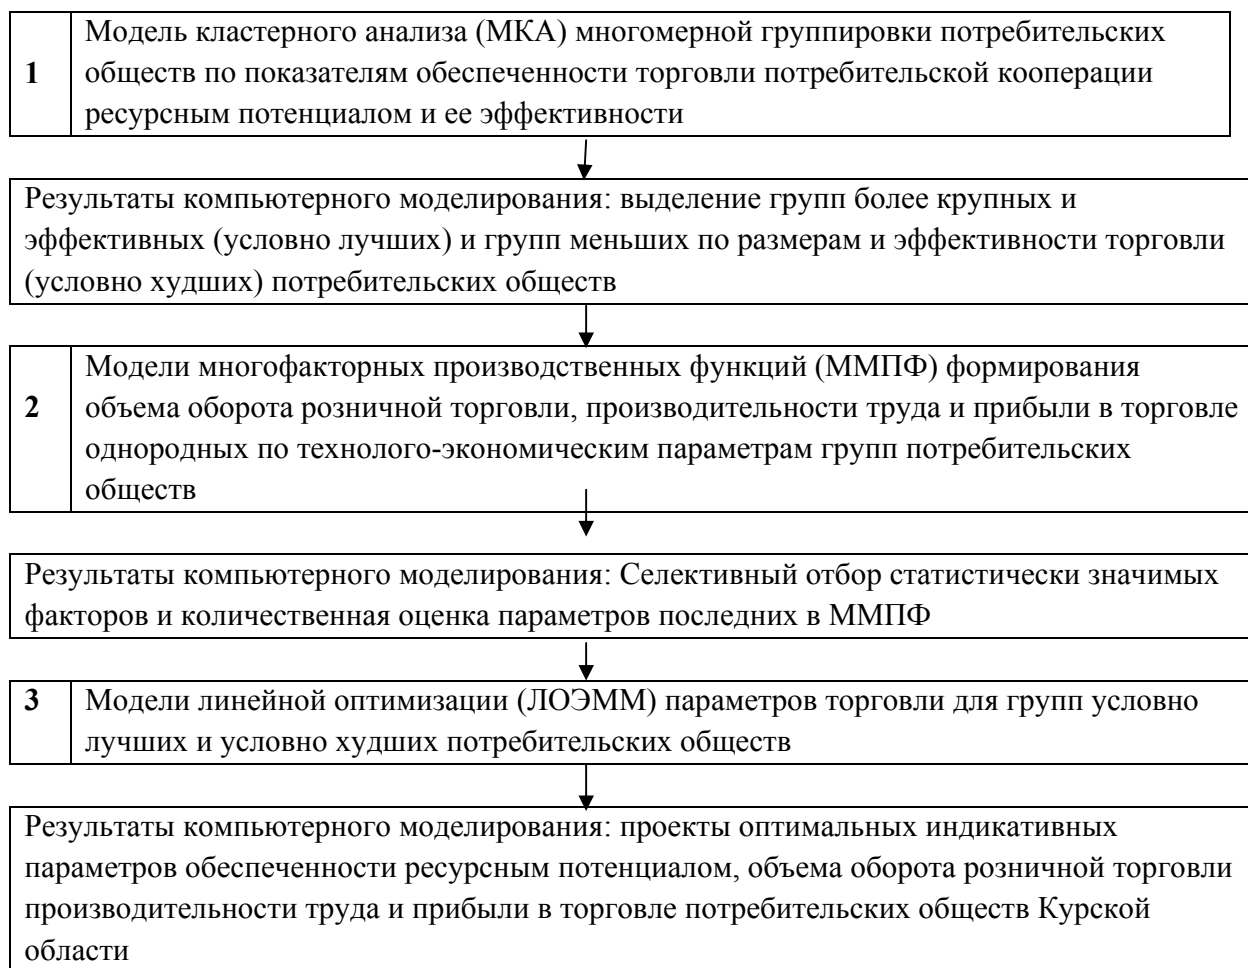 Модель кластерного анализа (МКА) многомерной группировки потребительских
1 обществ по показателям обеспеченности торговли потребительской кооперации
ресурсным потенциалом и ее эффективности
Результаты компьютерного моделирования: выделение групп более крупных и
эффективных (условно лучших) и групп меньших по размерам и эффективности торговли
(условно худших) потребительских обществ
Модели многофакторных производственных функций (ММПФ) формирования
2 объема оборота розничной торговли, производительности труда и прибыли в торговле
однородных по технолого-экономическим параметрам групп потребительских
обществ
Результаты компьютерного моделирования: Селективный отбор статистически значимых
факторов и количественная оценка параметров последних в ММПФ
3 Модели линейной оптимизации (ЛОЭММ) параметров торговли для групп условно
лучших и условно худших потребительских обществ
Результаты компьютерного моделирования: проекты оптимальных индикативных
параметров обеспеченности ресурсным потенциалом, объема оборота розничной торговли
производительности труда и прибыли в торговле потребительских обществ Курской
области